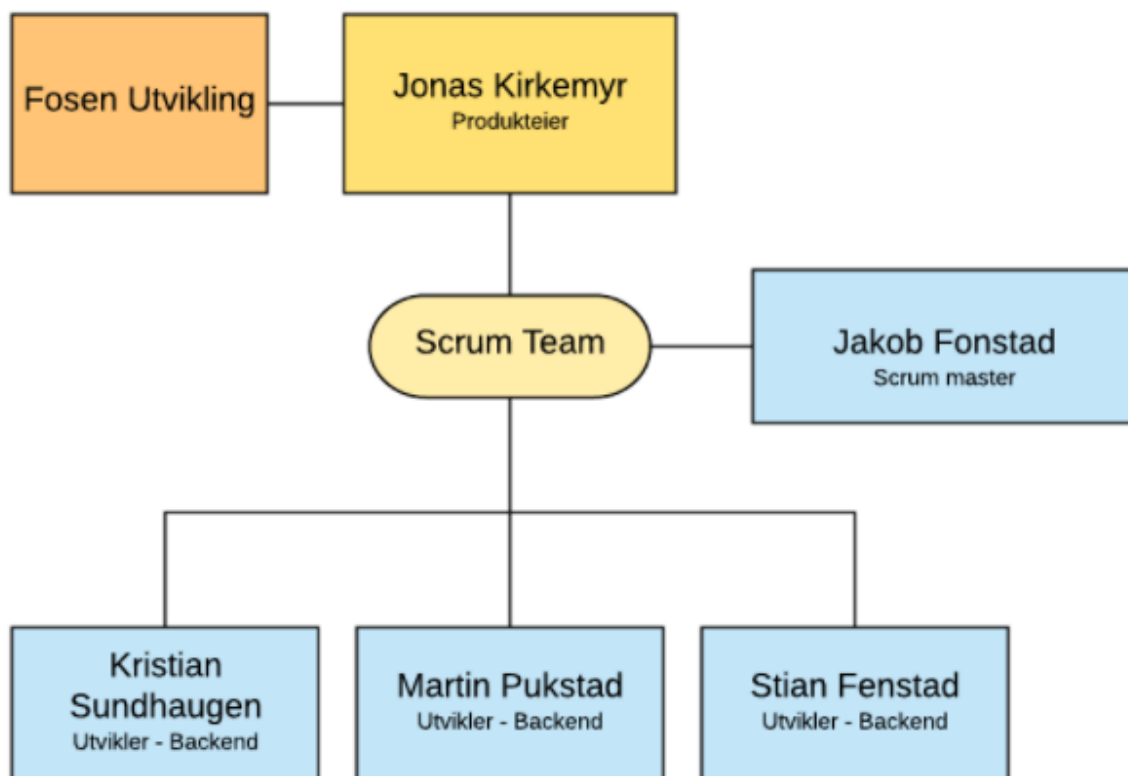 Fosen Utvikling
Jonas Kirkemyr
Produkteier
Scrum Team
Jakob Fonstad
Scrum master
Kristian
Sundhaugen
Utvikler - Backend
Martin Pukstad
Utvikler - Backend
Stian Fenstad
Utvikler - Backend